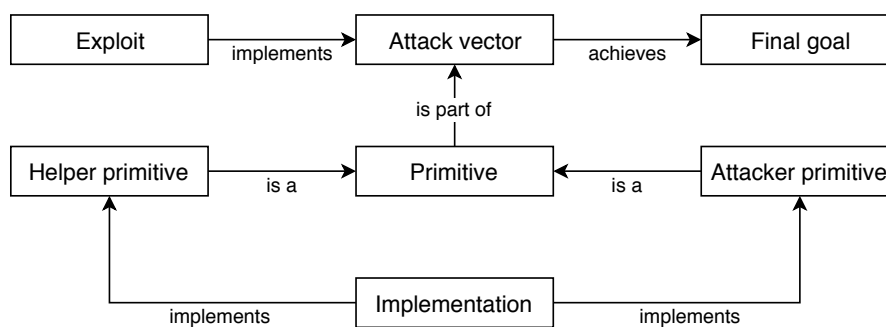 Exploit
implements
Attack vector
achieves
Final goal
is part of
Helper primitive
is a
Primitive
is a
Attacker primitive
implements
Implementation
implements